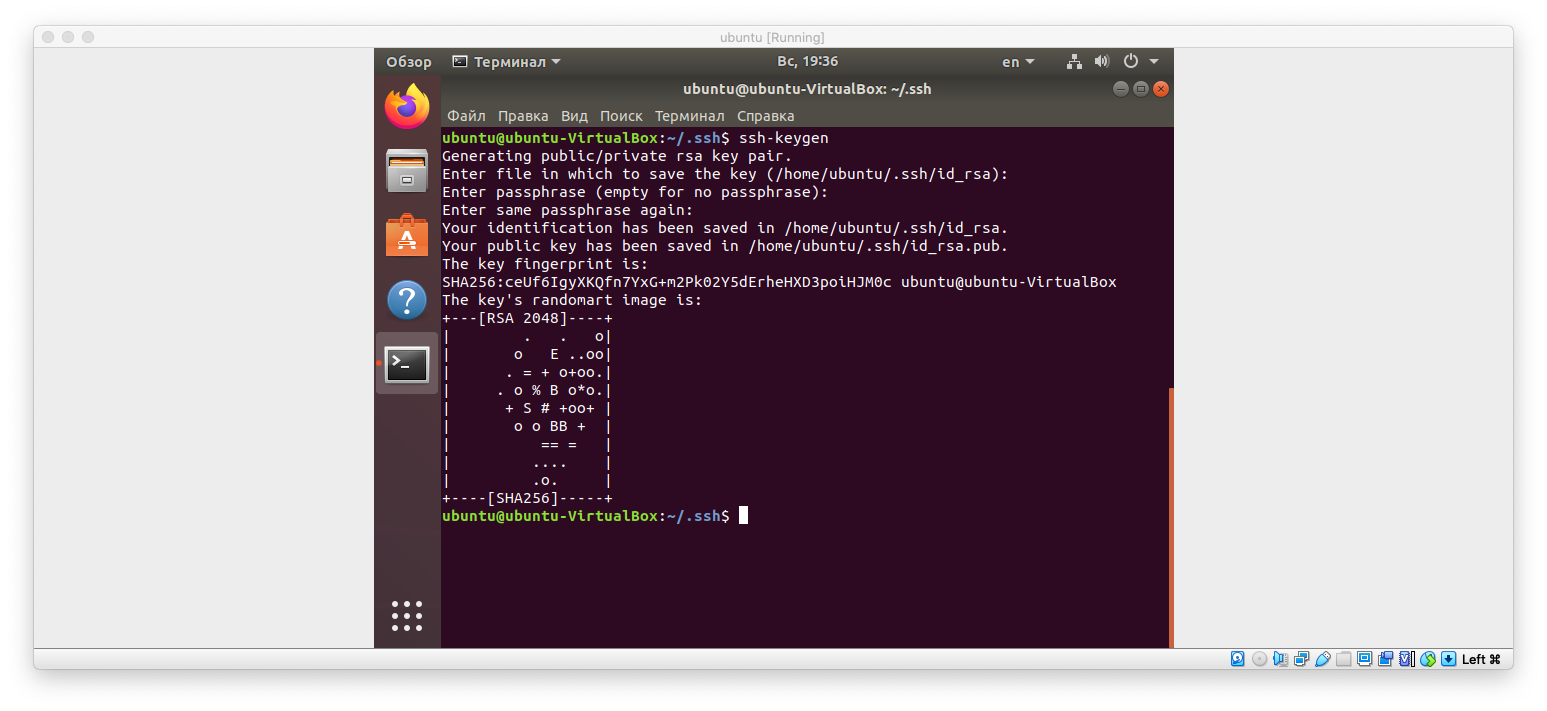 ubuntu [Running]
Обзор Терминал Вс, 19:36 en
ubuntu@ubuntu-VirtualBox: ~/.ssh
Файл Правка Вид Поиск Терминал Справка
ubuntu@ubuntu-VirtualBox:~/.ssh$ ssh-keygen
Generating public/private rsa key pair.
Enter file in which to save the key (/home/ubuntu/.ssh/id_rsa):
Enter passphrase (empty for no passphrase):
Enter same passphrase again:
Your identification has been saved in /home/ubuntu/.ssh/id_rsa.
Your public key has been saved in /home/ubuntu/.ssh/id_rsa.pub.
The key fingerprint is:
SHA256:ceUf6IgyXKQfn7YxG+m2Pk02Y5dErheHXD3poiHJM0c ubuntu@ubuntu-VirtualBox
The key's randomart image is:
+---[RSA 2048]----+
|        .   .   o|
|       o   E ..oo|
|      . = + o+oo.|
|     . o % B o*o.|
|      + S # +oo+ |
|       o o BB +  |
|          == =   |
|         ....    |
|         .o.     |
+----[SHA256]-----+
ubuntu@ubuntu-VirtualBox:~/.ssh$
Left ⌘